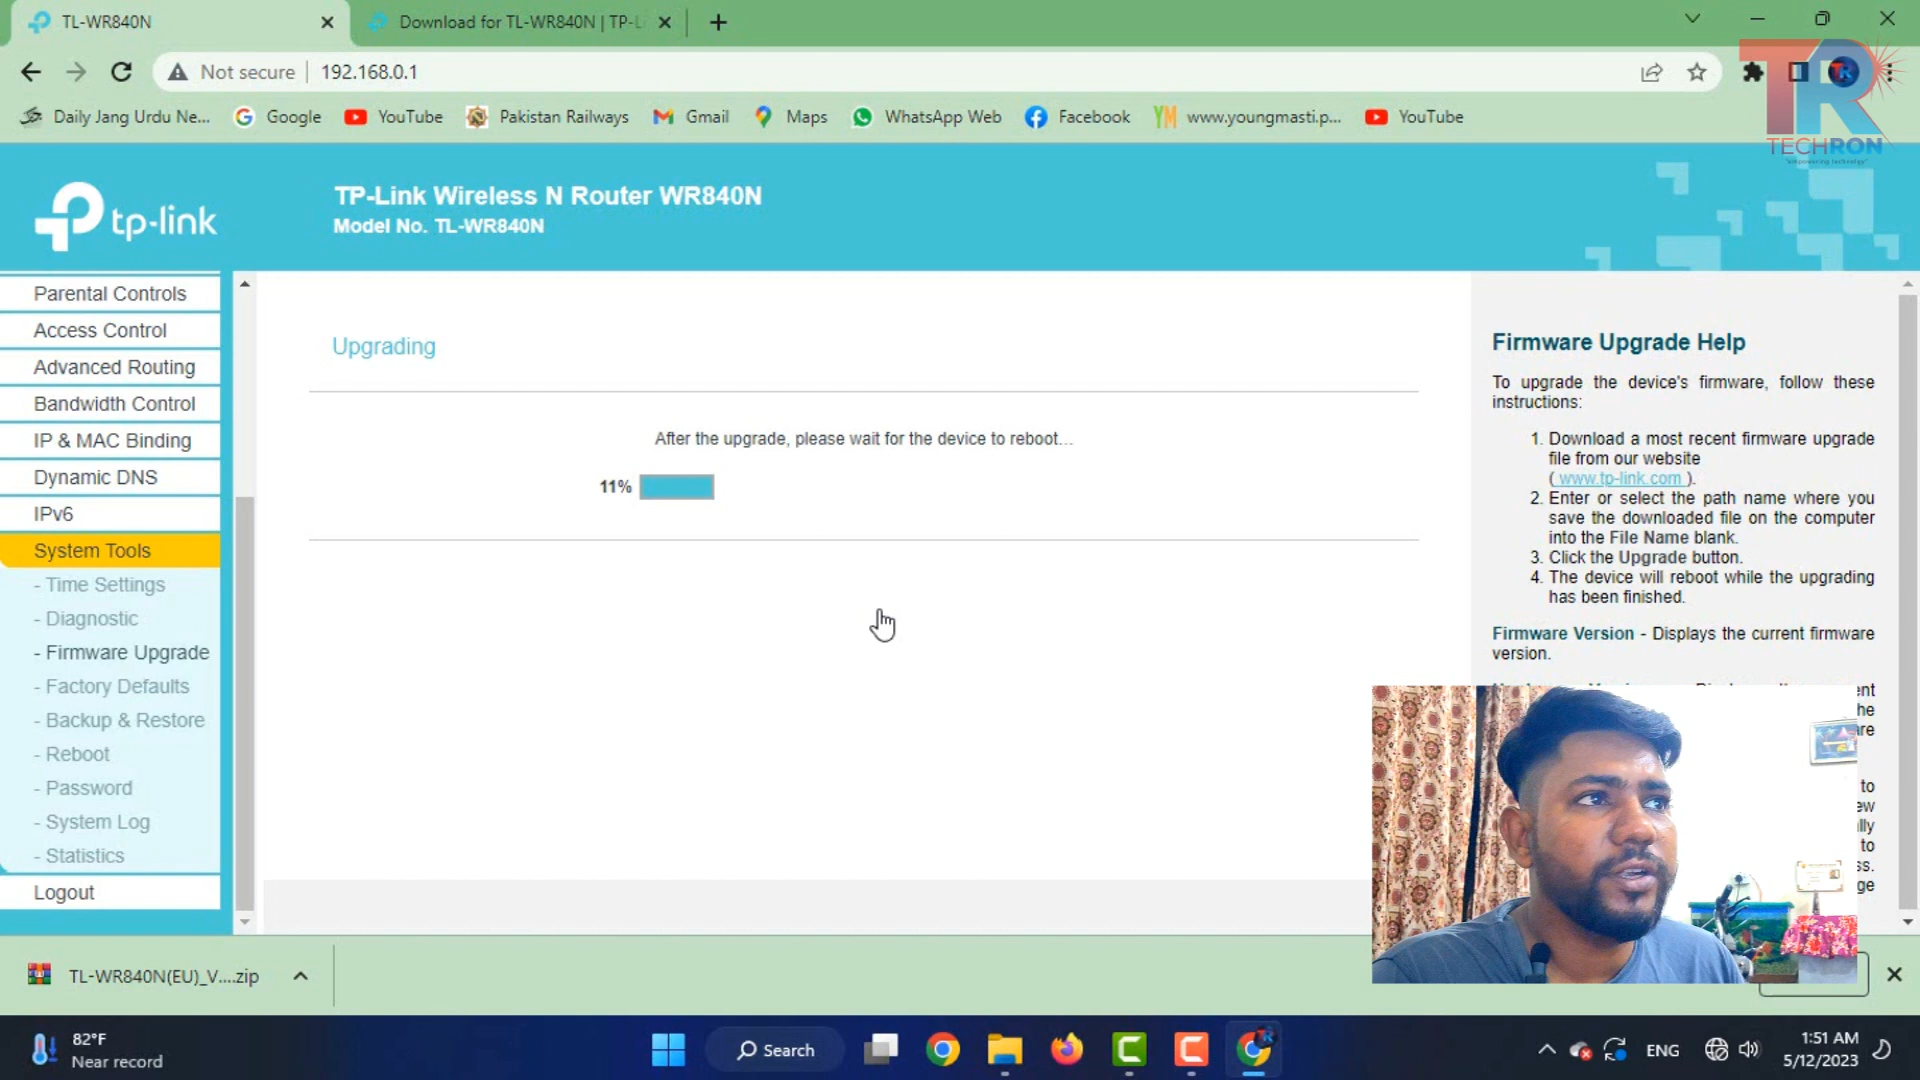 TL-WR840N
Download for TL-WR840N | TP-L
Not secure
192.168.0.1
TR
TECHRON
"empowering technology"
Daily Jang Urdu Ne...
Google
YouTube
Pakistan Railways
Gmail
Maps
WhatsApp Web
Facebook
YM
www.youngmasti.p...
YouTube
tp-link
TP-Link Wireless N Router WR840N
Model No. TL-WR840N
Parental Controls
Access Control
Advanced Routing
Bandwidth Control
IP & MAC Binding
Dynamic DNS
IPv6
System Tools
- Time Settings
- Diagnostic
- Firmware Upgrade
- Factory Defaults
- Backup & Restore
- Reboot
- Password
- System Log
- Statistics
Logout
Upgrading
After the upgrade, please wait for the device to reboot...
11%
Firmware Upgrade Help
To upgrade the device's firmware, follow these
instructions:
1. Download a most recent firmware upgrade
file from our website
( www.tp-link.com ).
2. Enter or select the path name where you
save the downloaded file on the computer
into the File Name blank.
3. Click the Upgrade button.
4. The device will reboot while the upgrading
has been finished.
Firmware Version - Displays the current firmware
version.
TL-WR840N(EU)_V....zip
82°F
Near record
Search
ENG
1:51 AM
5/12/2023